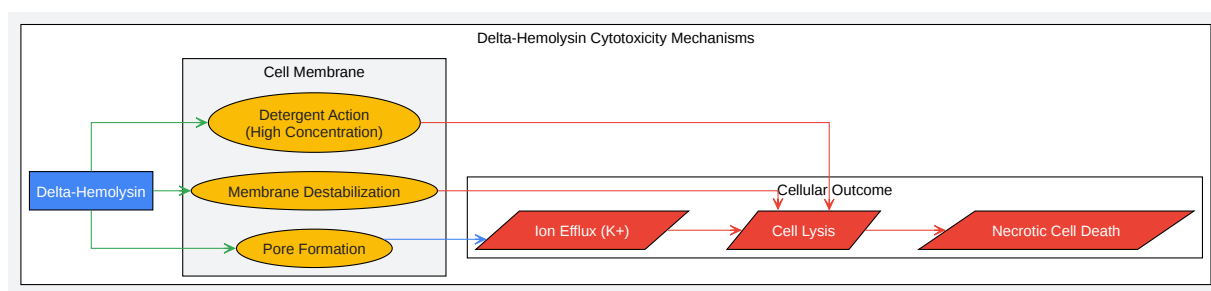 Delta-Hemolysin Cytotoxicity Mechanisms
Cell Membrane
Detergent Action
(High Concentration)
Delta-Hemolysin
Membrane Destabilization
Cellular Outcome
Pore Formation
Ion Efflux (K+)
Cell Lysis
Necrotic Cell Death